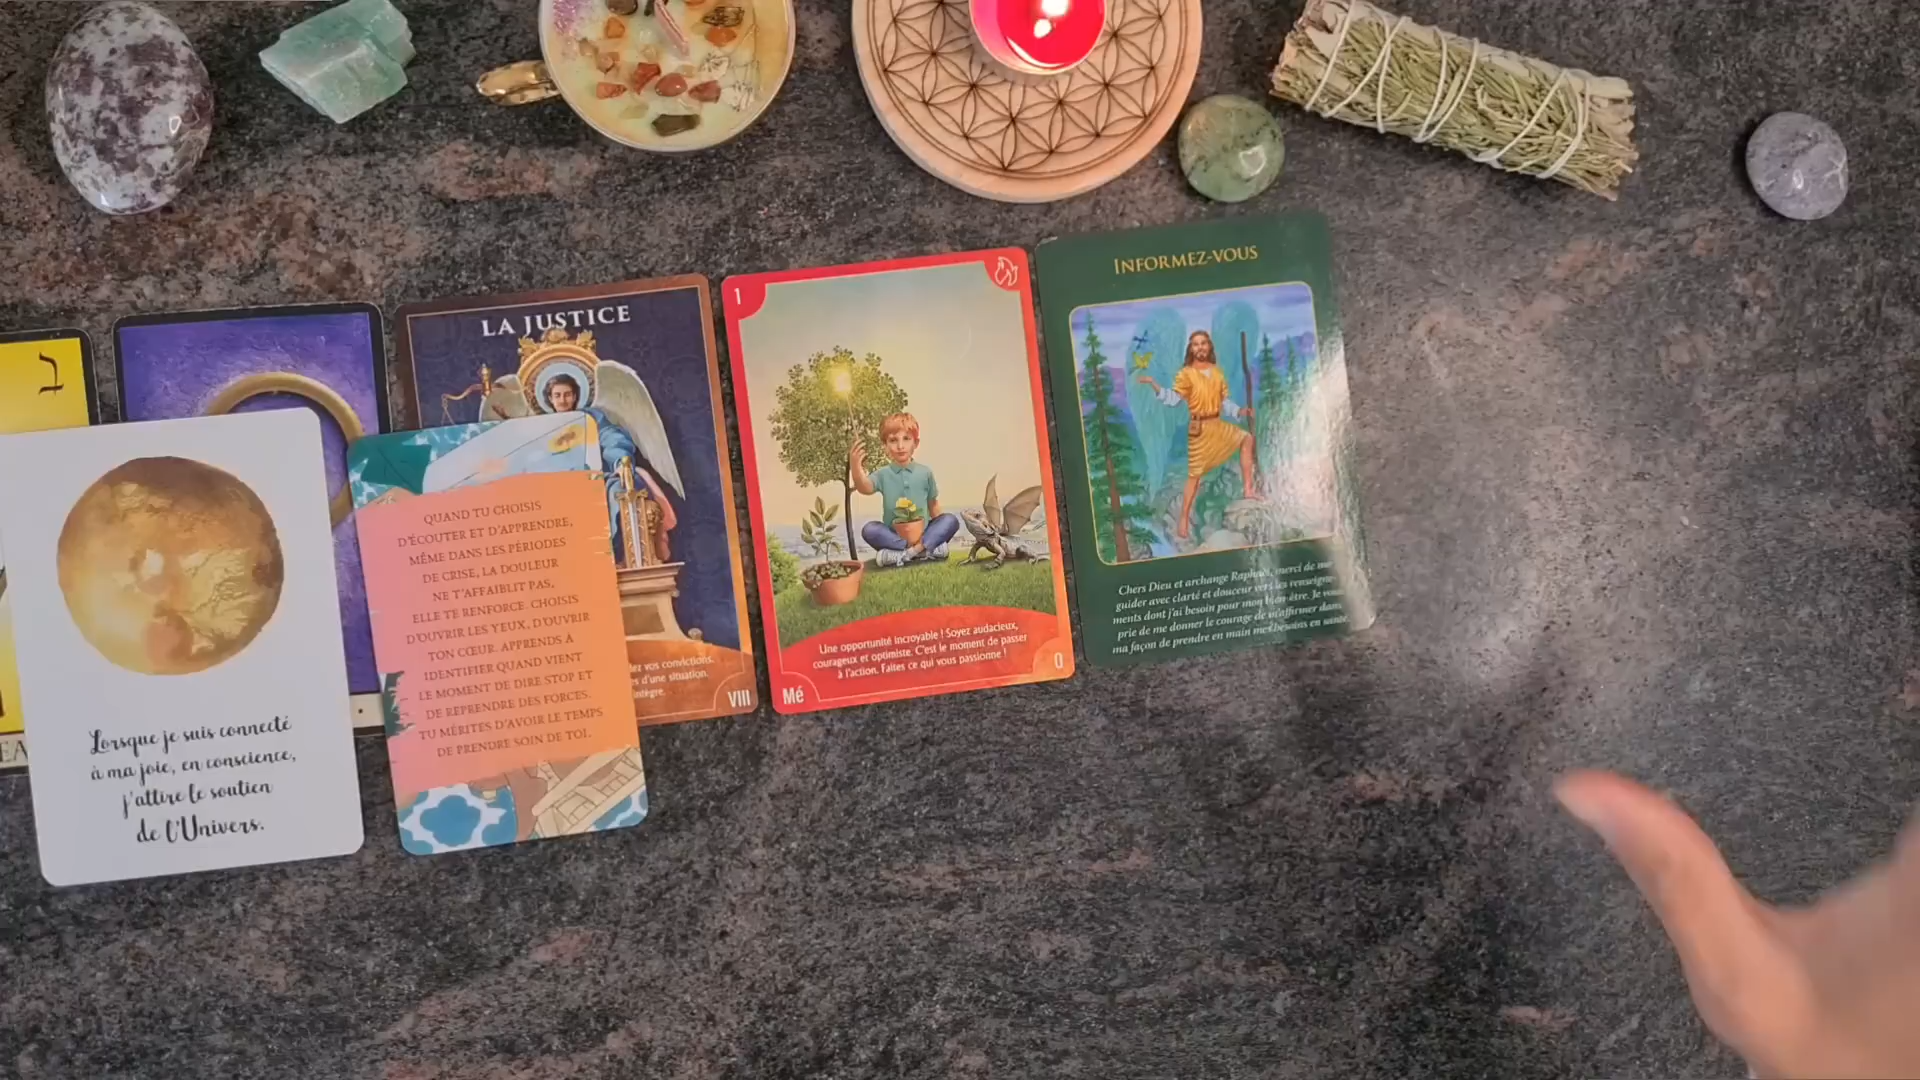 ל
EA
Lorsque je suis connecté
à ma joie, en conscience,
j'attire le soutien
de l'Univers.
QUAND TU CHOISIS
D'ÉCOUTER ET D'APPRENDRE,
MÊME DANS LES PÉRIODES
DE CRISE, LA DOULEUR
NE T'AFFAIBLIT PAS,
ELLE TE RENFORCE. CHOISIS
D'OUVRIR LES YEUX, D'OUVRIR
TON CŒUR. APPRENDS À
IDENTIFIER QUAND VIENT
LE MOMENT DE DIRE STOP ET
DE REPRENDRE DES FORCES.
TU MÉRITES D'AVOIR LE TEMPS
DE PRENDRE SOIN DE TOI.
LA JUSTICE
vos convictions.
d'une situation.
intègre.
VIII
1
Une opportunité incroyable ! Soyez audacieux,
courageux et optimiste. C'est le moment de passer
à l'action. Faites ce qui vous passionne !
Mé
0
INFORMEZ-VOUS
Chers Dieu et archange Raphaël, merci de me
guider avec clarté et douceur vers les renseigne-
ments dont j'ai besoin pour mon bien-être. Je vous
prie de me donner le courage de m'affirmer dans
ma façon de prendre en main mes besoins en santé